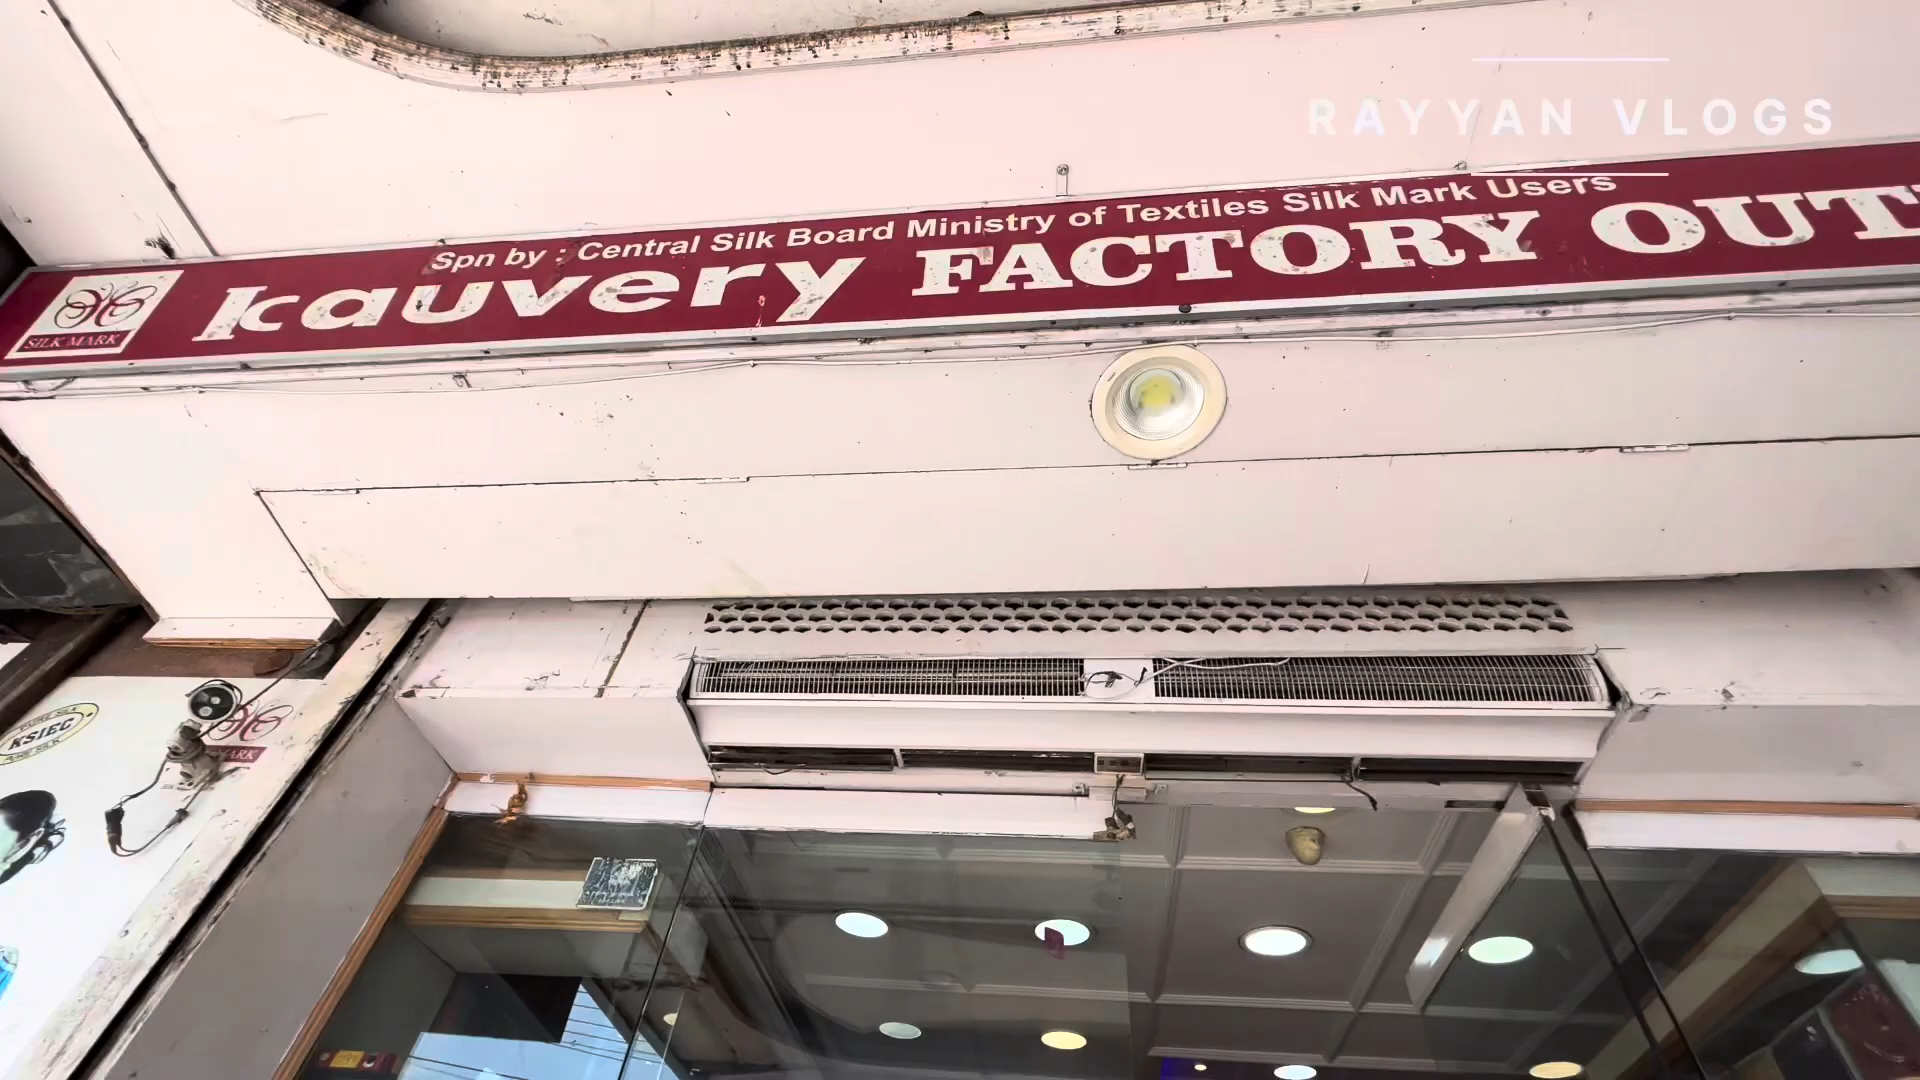 RAYYAN VLOGS
Spn by : Central Silk Board Ministry of Textiles Silk Mark Users
kauvery FACTORY OUT
SILK MARK
KSIEC
MARK